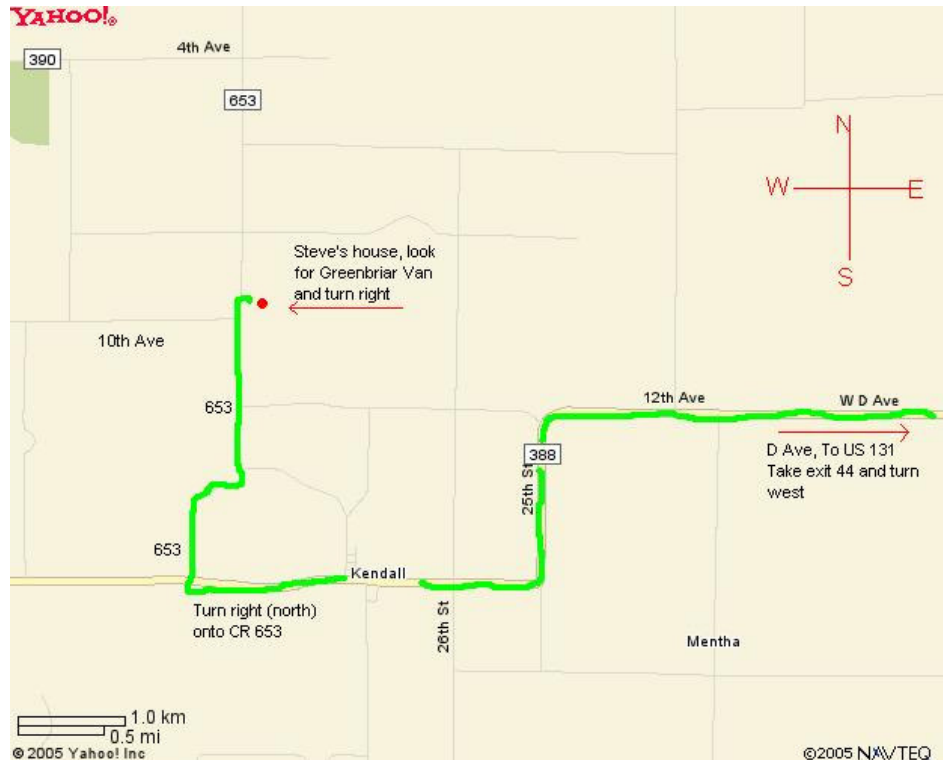 YAHOO!®
4th Ave
390
653
N
W
E
S
Steve's house, look
for Greenbriar Van
and turn right
10th Ave
653
12th Ave
W D Ave
388
25th St
D Ave, To US 131
Take exit 44 and turn
west
653
Kendall
Turn right (north)
onto CR 653
26th St
Mentha
1.0 km
0.5 mi
© 2005 Yahoo! Inc
©2005 NAVTEQ